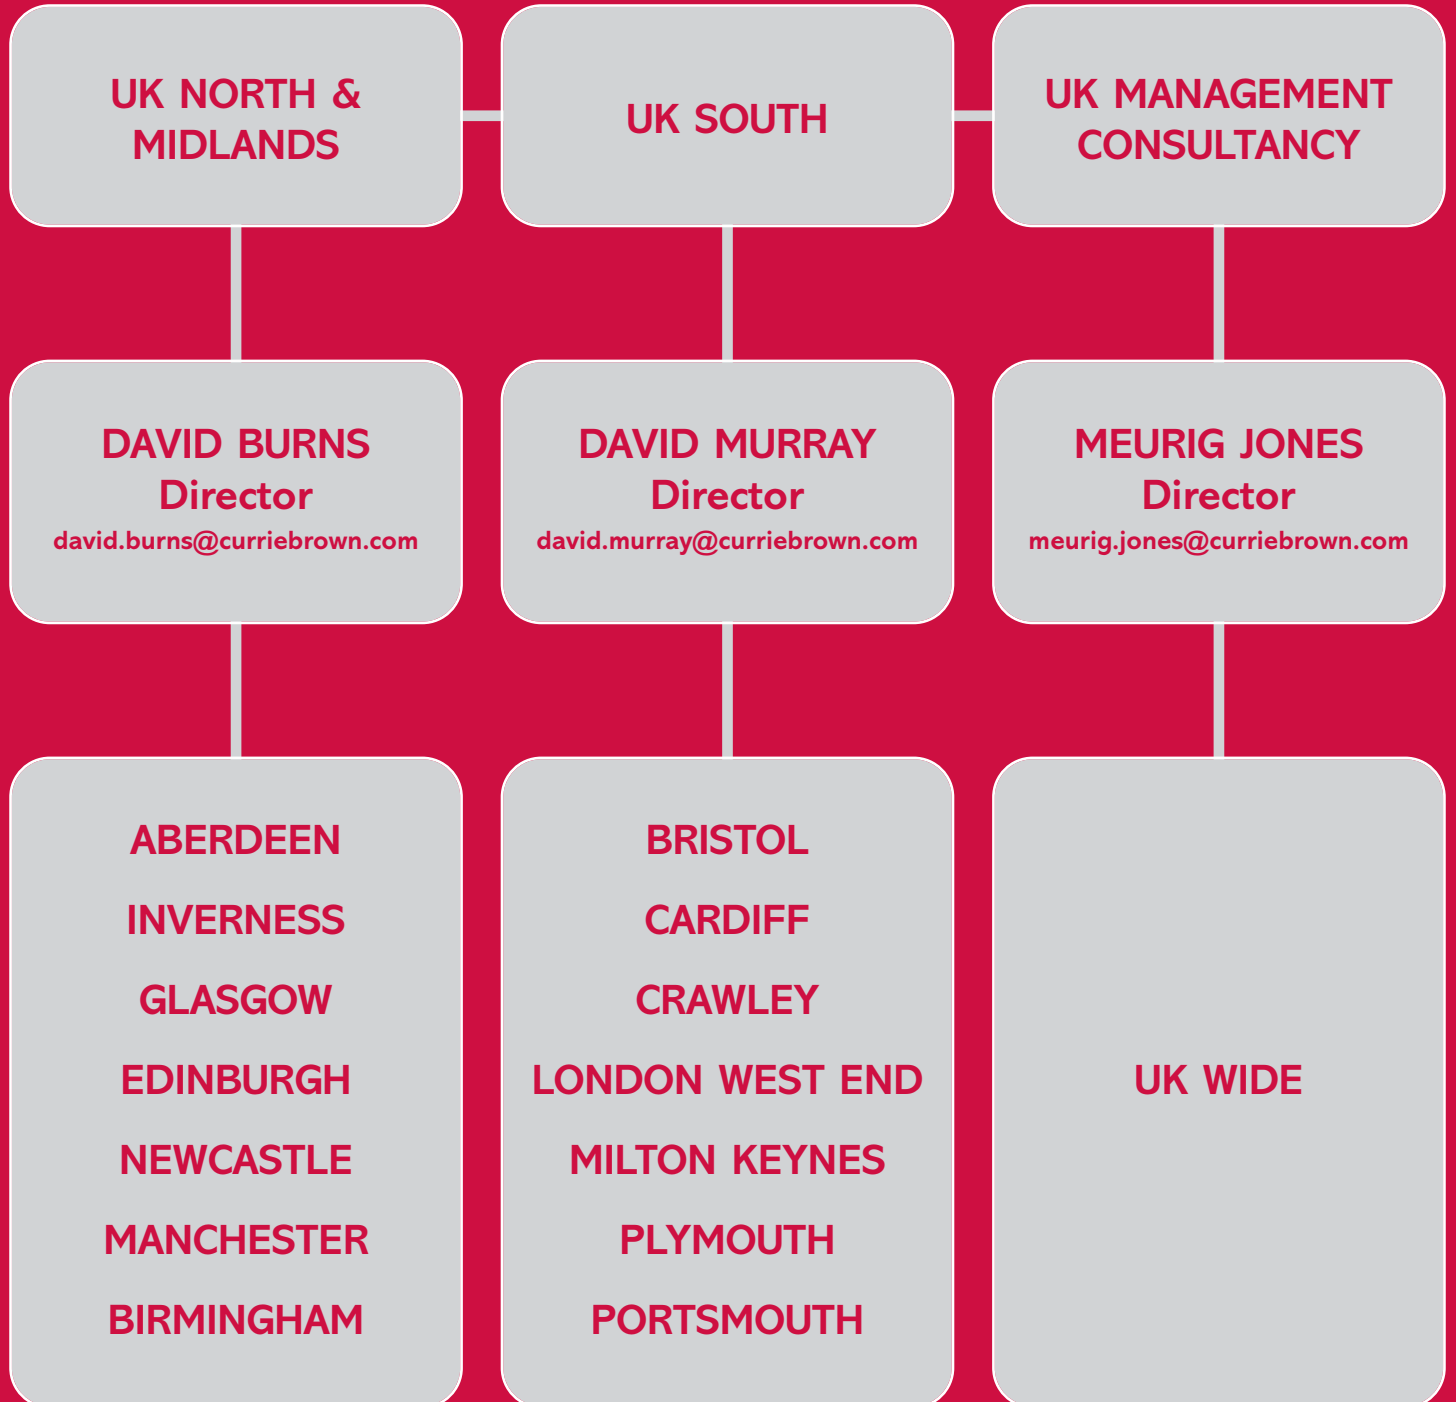 UK NORTH &
MIDLANDS
UK SOUTH
UK MANAGEMENT
CONSULTANCY
DAVID BURNS
Director
david.burns@curriebrown.com
DAVID MURRAY
Director
david.murray@curriebrown.com
MEURIG JONES
Director
meurig.jones@curriebrown.com
ABERDEEN
INVERNESS
GLASGOW
EDINBURGH
NEWCASTLE
MANCHESTER
BIRMINGHAM
BRISTOL
CARDIFF
CRAWLEY
LONDON WEST END
MILTON KEYNES
PLYMOUTH
PORTSMOUTH
UK WIDE